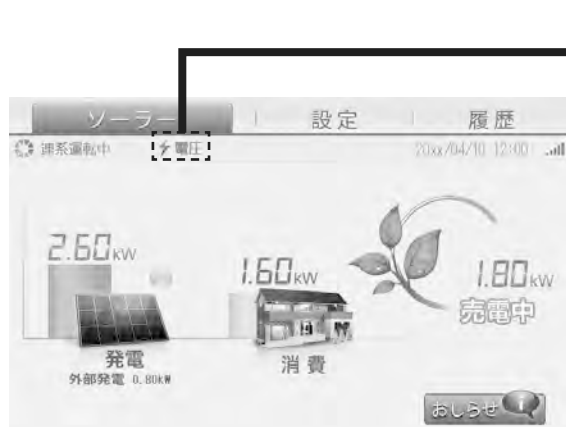 ソーラー 設定 履歴
連系運転中 電圧 20xx/04/10 12:00
2.60kW
1.60kW
1.80kW
売電中
発電
外部発電 0.80kW
消費
おしらせ